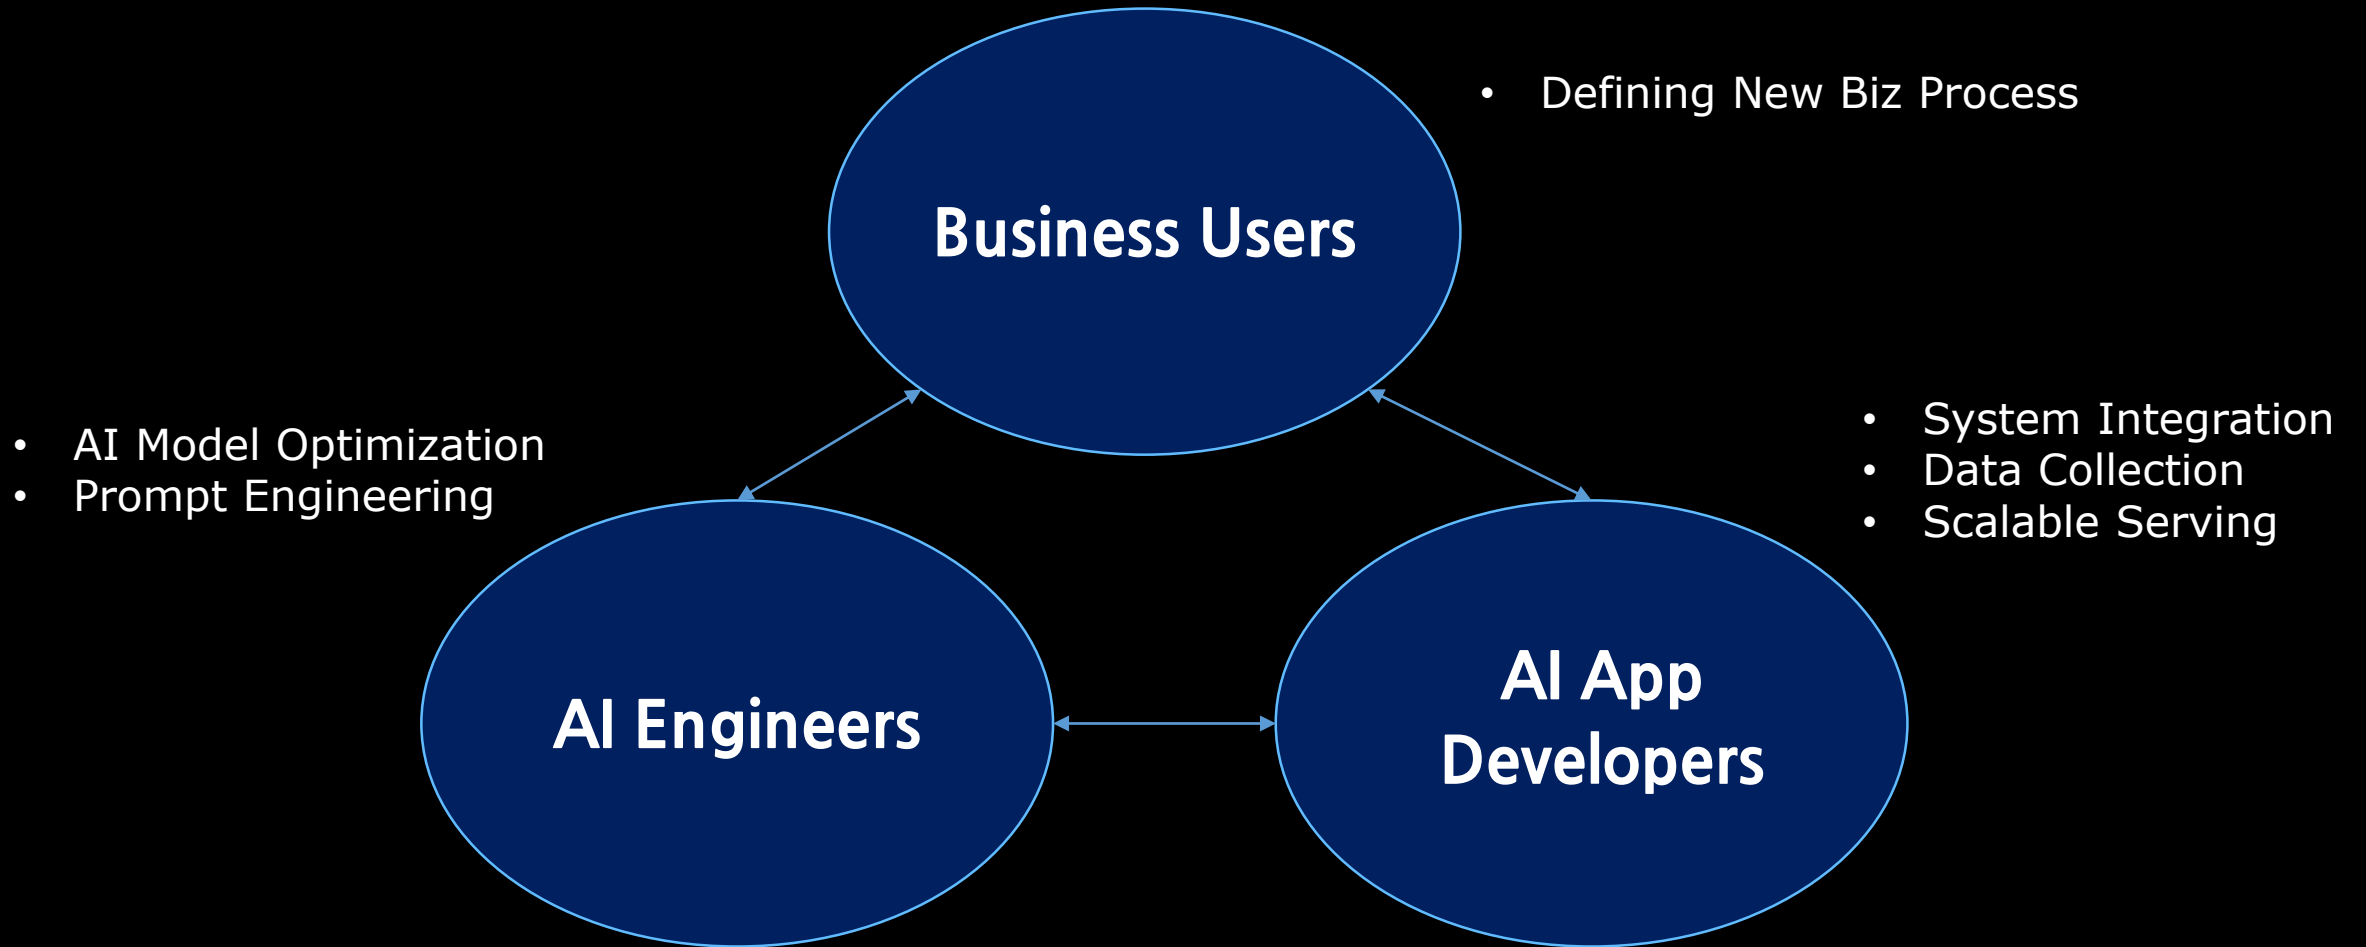 • Defining New Biz Process
Business Users
• AI Model Optimization
• Prompt Engineering
• System Integration
• Data Collection
• Scalable Serving
AI Engineers
AI App
Developers